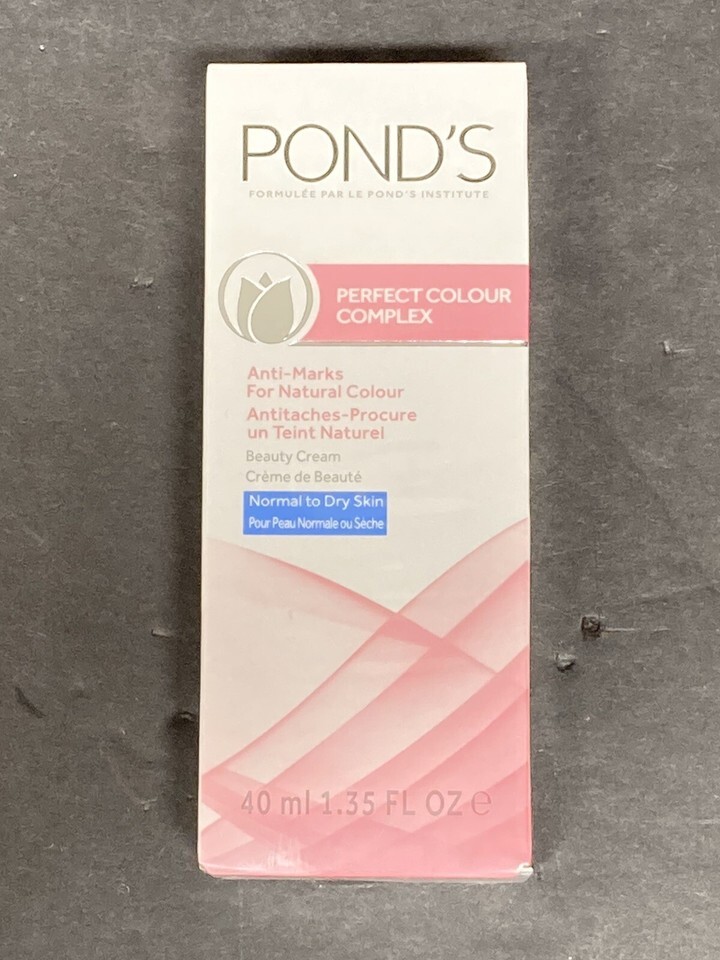 POND'S
FORMULÉE PAR LE POND'S INSTITUTE
PERFECT COLOUR
COMPLEX
Anti-Marks
For Natural Colour
Antitaches-Procure
un Teint Naturel
Beauty Cream
Crème de Beauté
Normal to Dry Skin
Pour Peau Normale ou Sèche
40 ml 1.35 FL OZ ℮